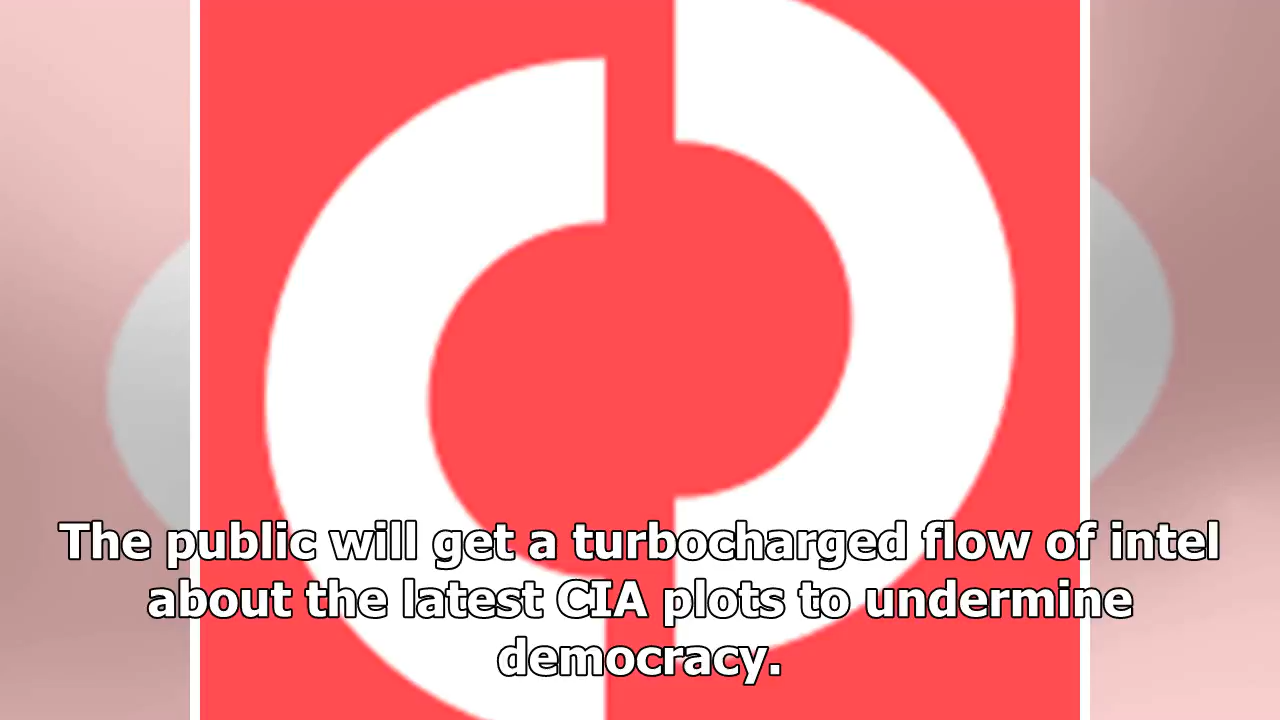 The public will get a turbocharged flow of intel
about the latest CIA plots to undermine
democracy.